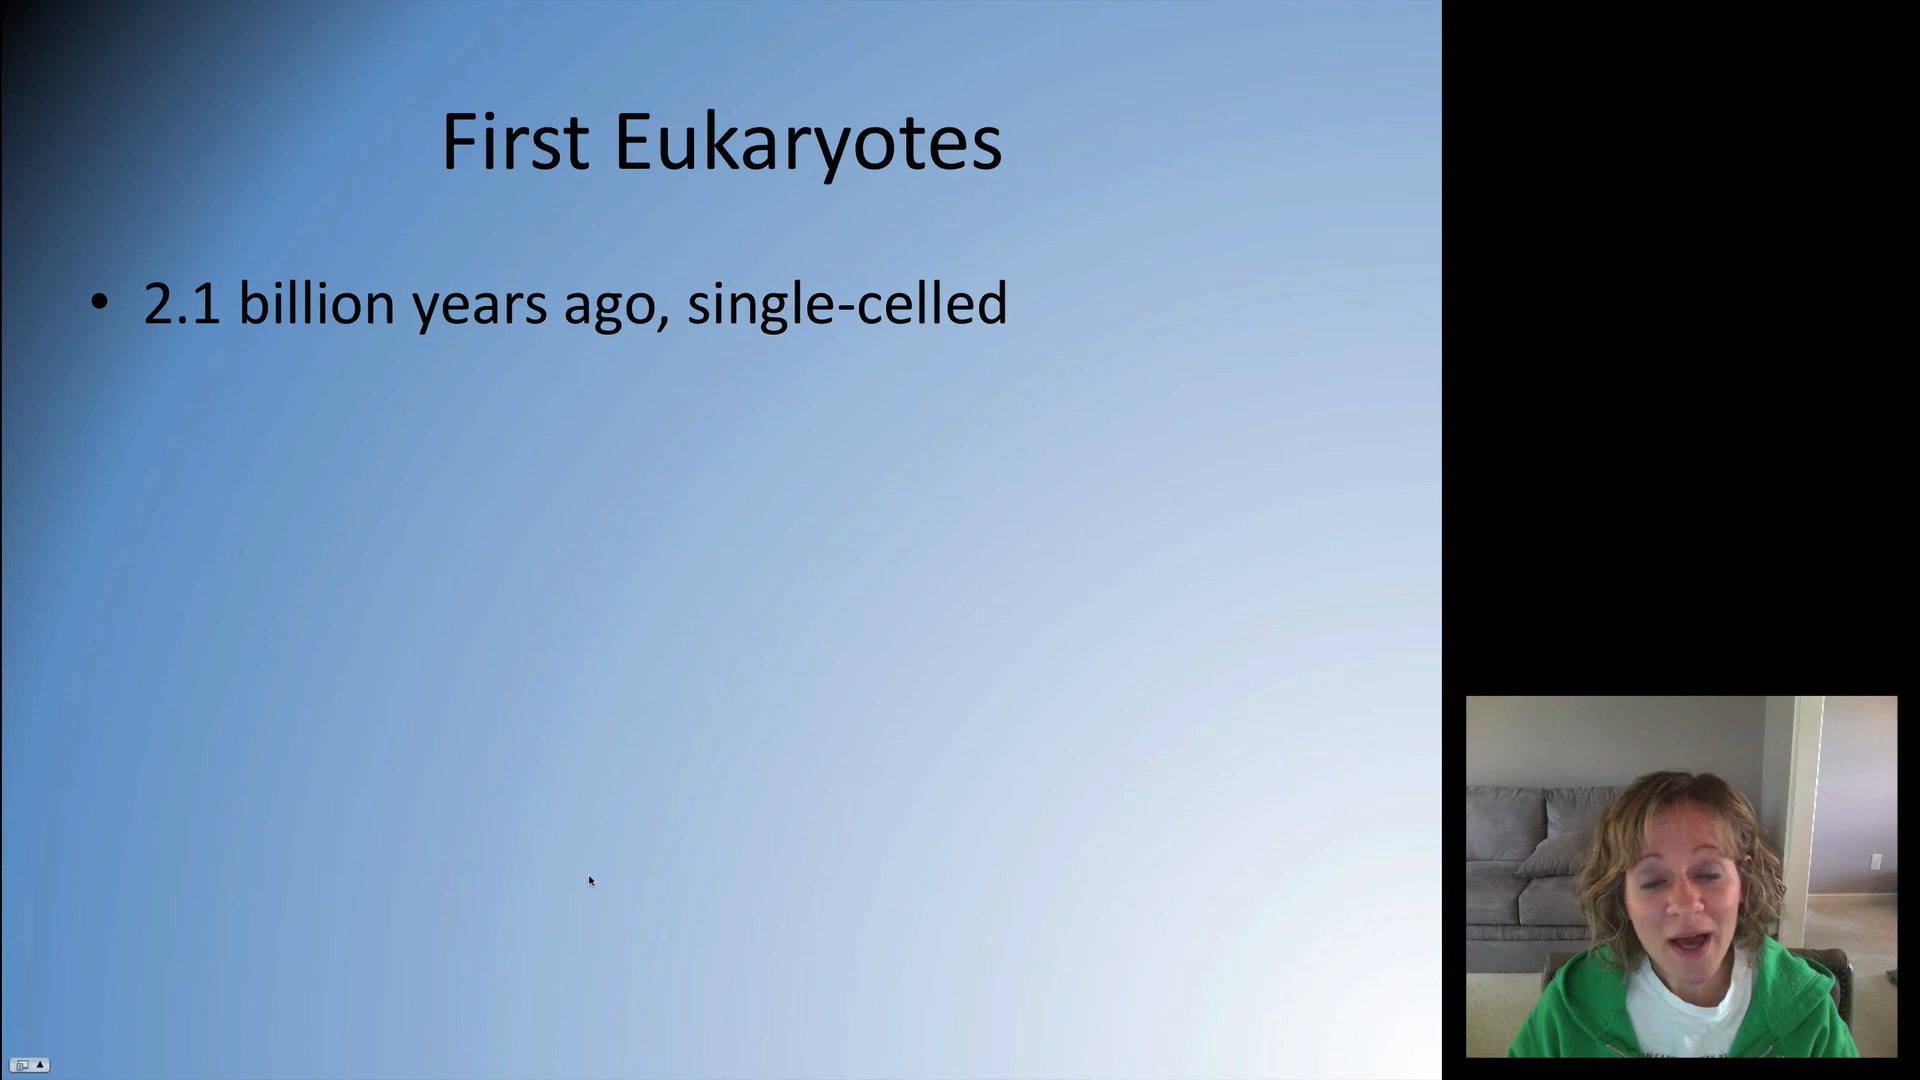 First Eukaryotes
• 2.1 billion years ago, single-celled